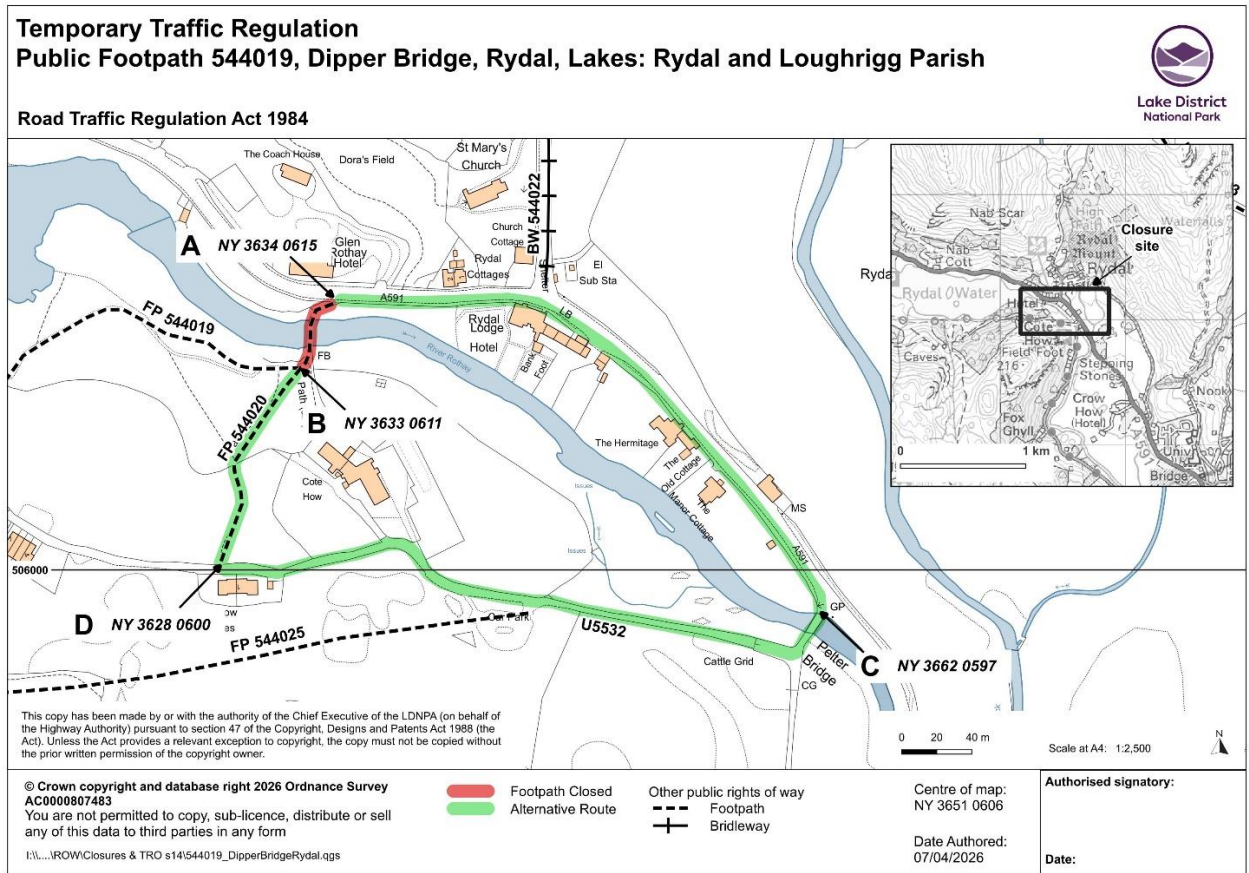 Temporary Traffic Regulation
Public Footpath 544019, Dipper Bridge, Rydal, Lakes: Rydal and Loughrigg Parish
Road Traffic Regulation Act 1984
Lake District
National Park
The Coach House
Dora's Field
St Mary's
Church
BW 544022
A
NY 3634 0615
Glen
Rothay
Hotel
Church
Cottage
Rydal
Cottages
2
1
Shelter
El
Sub Sta
A591
LB
FP 544019
Rydal
Lodge
Hotel
Bank
Foot
River Rothay
FB
Path
B
NY 3633 0611
FP 544020
Cote
How
The Hermitage
The
Old Cottage
The
Manor Cottage
MS
A591
Issues
Issues
506000
D
NY 3628 0600
ow
es
FP 544025
Car Park
U5532
Cattle Grid
Pelter
Bridge
GP
CG
C
NY 3662 0597
Ryda
3
Nab Scar
High
Park
Rydal
Mount
Rydal
Waterfalls
Closure
site
Nab
Cott
Rydal Water
Hotel
Cote
How
Caves
Field Foot
216
Stepping
Stones
Nook
Crow
How
(Hotel)
Fox
Ghyll
A591
Univ
Bridge
0
1 km
This copy has been made by or with the authority of the Chief Executive of the LDNPA (on behalf of
the Highway Authority) pursuant to section 47 of the Copyright, Designs and Patents Act 1988 (the
Act). Unless the Act provides a relevant exception to copyright, the copy must not be copied without
the prior written permission of the copyright owner.
0 20 40 m
Scale at A4: 1:2,500
N
© Crown copyright and database right 2026 Ordnance Survey
AC0000807483
You are not permitted to copy, sub-licence, distribute or sell
any of this data to third parties in any form
I:\\....\ROW\Closures & TRO s14\544019_DipperBridgeRydal.qgs
Footpath Closed
Alternative Route
Other public rights of way
Footpath
Bridleway
Centre of map:
NY 3651 0606
Date Authored:
07/04/2026
Authorised signatory:
Date: